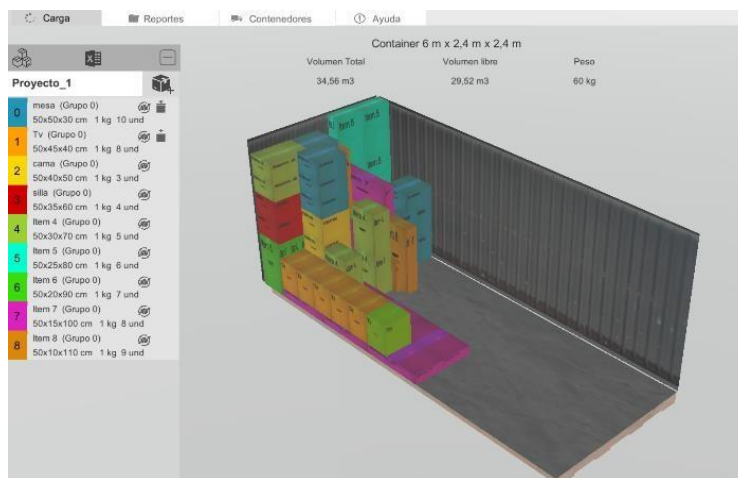 Carga Reportes Contenedores Ayuda
Container 6 m x 2,4 m x 2,4 m
Volumen Total Volumen libre Peso
34,56 m3 29,52 m3 60 kg
Proyecto_1
0 mesa (Grupo 0)
50x50x30 cm 1 kg 10 und
1 Tv (Grupo 0)
50x45x40 cm 1 kg 8 und
2 cama (Grupo 0)
50x40x50 cm 1 kg 3 und
3 silla (Grupo 0)
50x35x60 cm 1 kg 4 und
4 Item 4 (Grupo 0)
50x30x70 cm 1 kg 5 und
5 Item 5 (Grupo 0)
50x25x80 cm 1 kg 6 und
6 Item 6 (Grupo 0)
50x20x90 cm 1 kg 7 und
7 Item 7 (Grupo 0)
50x15x100 cm 1 kg 8 und
8 Item 8 (Grupo 0)
50x10x110 cm 1 kg 9 und
Item 5
Item 5